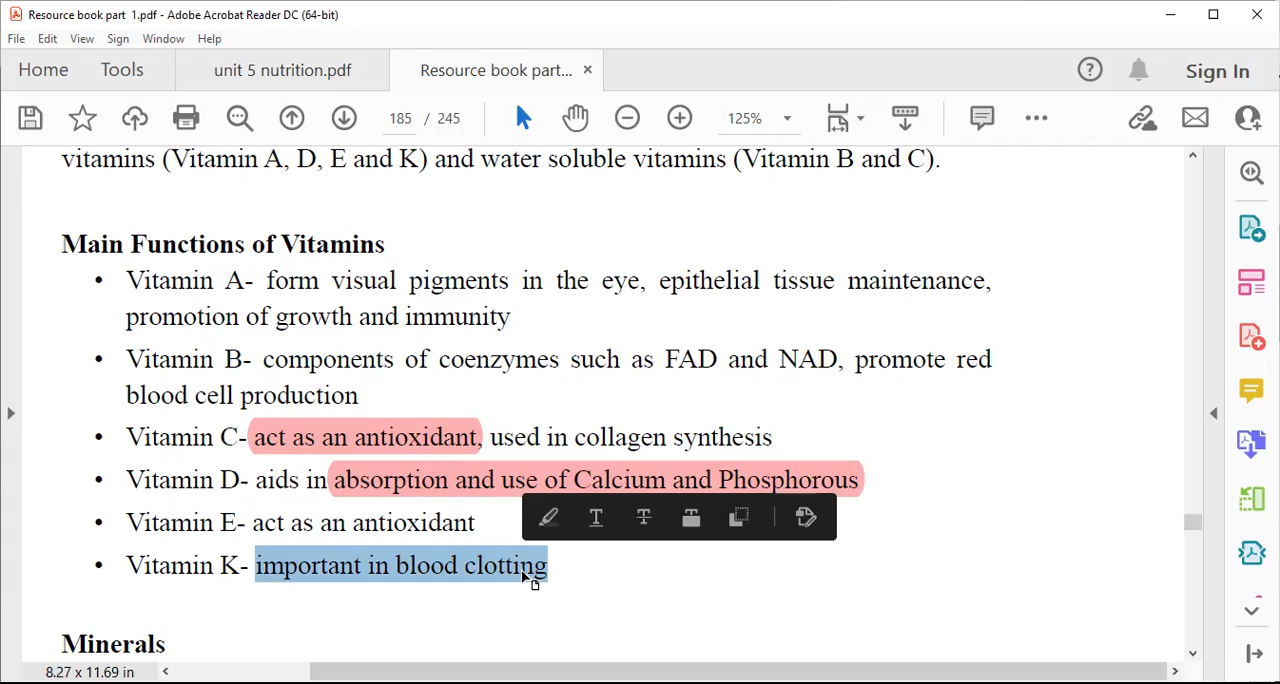 Resource book part 1.pdf - Adobe Acrobat Reader DC (64-bit)
File Edit View Sign Window Help
Home Tools unit 5 nutrition.pdf Resource book part... × Sign In
185 / 245 125%
vitamins (Vitamin A, D, E and K) and water soluble vitamins (Vitamin B and C).
Main Functions of Vitamins
• Vitamin A- form visual pigments in the eye, epithelial tissue maintenance,
promotion of growth and immunity
• Vitamin B- components of coenzymes such as FAD and NAD, promote red
blood cell production
• Vitamin C- act as an antioxidant, used in collagen synthesis
• Vitamin D- aids in absorption and use of Calcium and Phosphorous
• Vitamin E- act as an antioxidant
• Vitamin K- important in blood clotting
Minerals
8.27 x 11.69 in